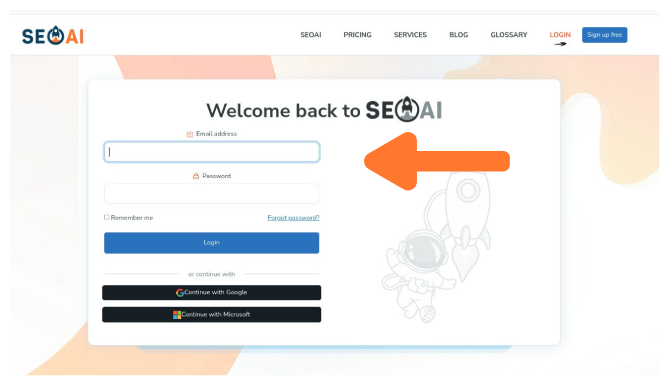 SEOAI
SEOAI PRICING SERVICES BLOG GLOSSARY LOGIN Sign up free
Welcome back to SEOAI
Email address
Password
Remember me Forgot password?
Login
or continue with
Continue with Google
Continue with Microsoft